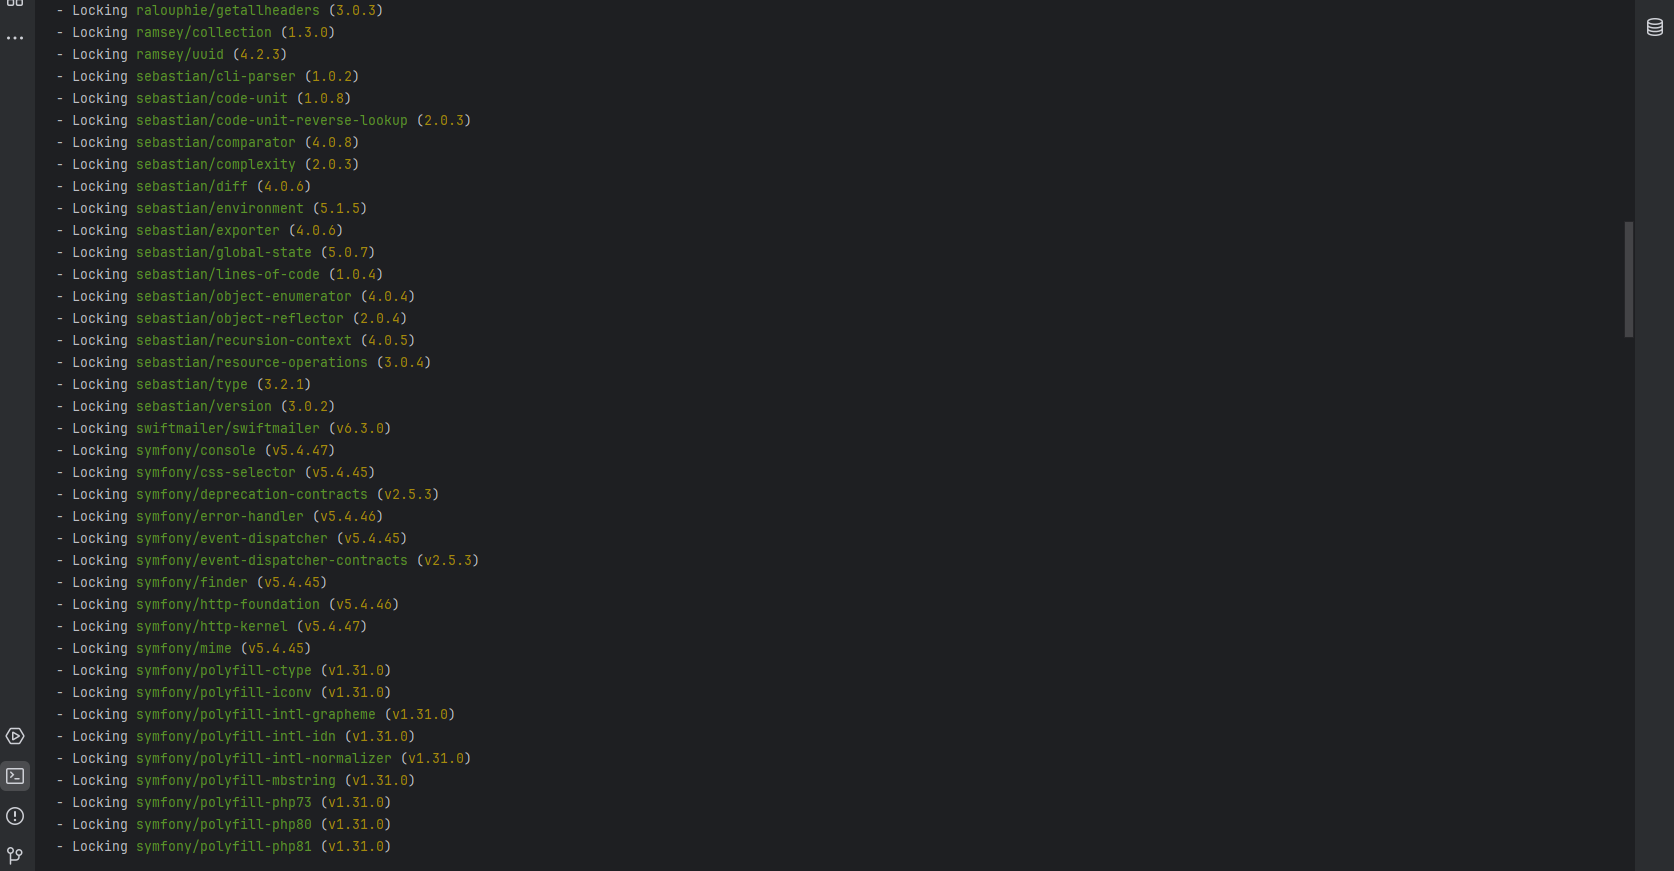 - Locking ralouphie/getallheaders (3.0.3)
- Locking ramsey/collection (1.3.0)
- Locking ramsey/uuid (4.2.3)
- Locking sebastian/cli-parser (1.0.2)
- Locking sebastian/code-unit (1.0.8)
- Locking sebastian/code-unit-reverse-lookup (2.0.3)
- Locking sebastian/comparator (4.0.8)
- Locking sebastian/complexity (2.0.3)
- Locking sebastian/diff (4.0.6)
- Locking sebastian/environment (5.1.5)
- Locking sebastian/exporter (4.0.6)
- Locking sebastian/global-state (5.0.7)
- Locking sebastian/lines-of-code (1.0.4)
- Locking sebastian/object-enumerator (4.0.4)
- Locking sebastian/object-reflector (2.0.4)
- Locking sebastian/recursion-context (4.0.5)
- Locking sebastian/resource-operations (3.0.4)
- Locking sebastian/type (3.2.1)
- Locking sebastian/version (3.0.2)
- Locking swiftmailer/swiftmailer (v6.3.0)
- Locking symfony/console (v5.4.47)
- Locking symfony/css-selector (v5.4.45)
- Locking symfony/deprecation-contracts (v2.5.3)
- Locking symfony/error-handler (v5.4.46)
- Locking symfony/event-dispatcher (v5.4.45)
- Locking symfony/event-dispatcher-contracts (v2.5.3)
- Locking symfony/finder (v5.4.45)
- Locking symfony/http-foundation (v5.4.46)
- Locking symfony/http-kernel (v5.4.47)
- Locking symfony/mime (v5.4.45)
- Locking symfony/polyfill-ctype (v1.31.0)
- Locking symfony/polyfill-iconv (v1.31.0)
- Locking symfony/polyfill-intl-grapheme (v1.31.0)
- Locking symfony/polyfill-intl-idn (v1.31.0)
- Locking symfony/polyfill-intl-normalizer (v1.31.0)
- Locking symfony/polyfill-mbstring (v1.31.0)
- Locking symfony/polyfill-php73 (v1.31.0)
- Locking symfony/polyfill-php80 (v1.31.0)
- Locking symfony/polyfill-php81 (v1.31.0)